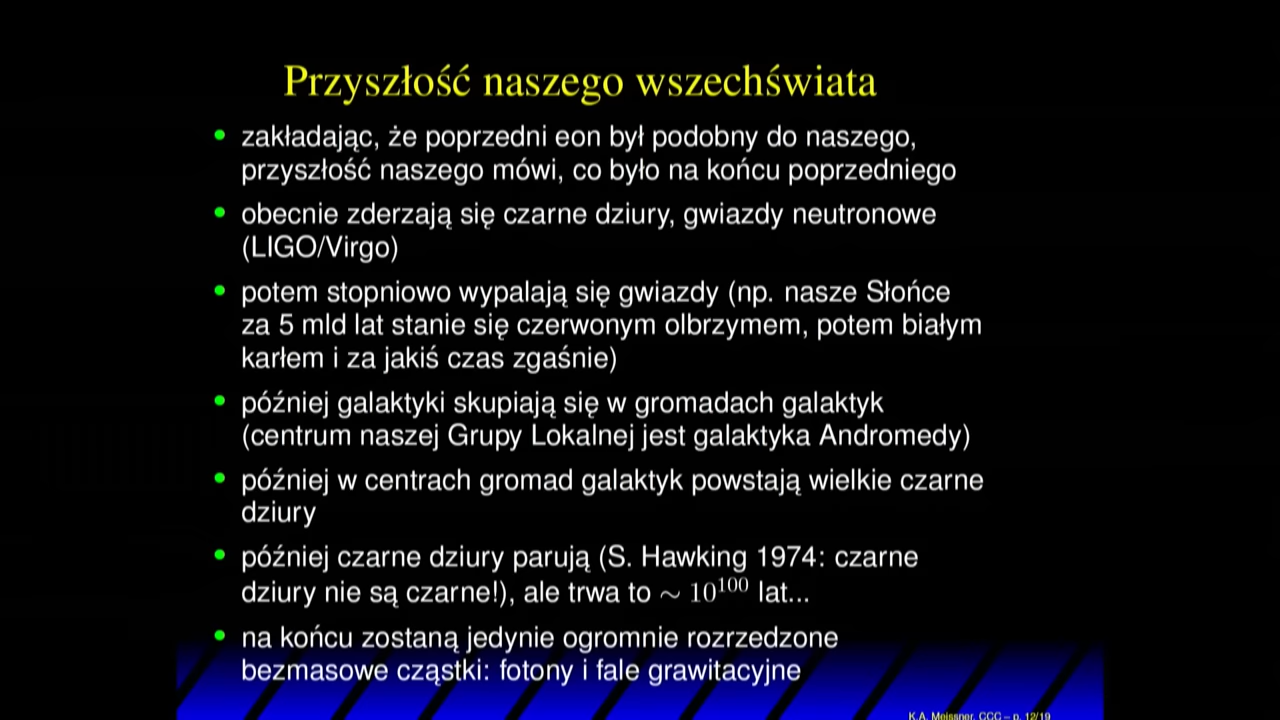 Przyszłość naszego wszechświata
• zakładając, że poprzedni eon był podobny do naszego,
przyszłość naszego mówi, co było na końcu poprzedniego
• obecnie zderzają się czarne dziury, gwiazdy neutronowe
(LIGO/Virgo)
• potem stopniowo wypalają się gwiazdy (np. nasze Słońce
za 5 mld lat stanie się czerwonym olbrzymem, potem białym
karłem i za jakiś czas zgaśnie)
• później galaktyki skupiają się w gromadach galaktyk
(centrum naszej Grupy Lokalnej jest galaktyka Andromedy)
• później w centrach gromad galaktyk powstają wielkie czarne
dziury
• później czarne dziury parują (S. Hawking 1974: czarne
dziury nie są czarne!), ale trwa to ∼ 10¹⁰⁰ lat...
• na końcu zostaną jedynie ogromnie rozrzedzone
bezmasowe cząstki: fotony i fale grawitacyjne
K.A. Meissner, CCC – p. 12/19